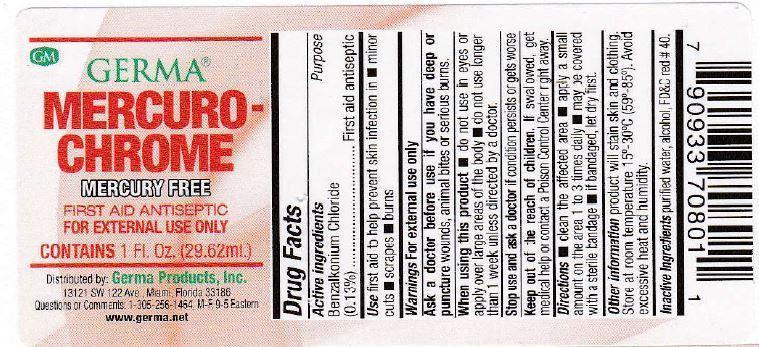 GM
GERMA®
MERCURO-
CHROME
MERCURY FREE
FIRST AID ANTISEPTIC
FOR EXTERNAL USE ONLY
CONTAINS 1 Fl. Oz. (29.62ml.)
Distributed by: Germa Products, Inc.
13121 SW 122 Ave., Miami, Florida 33186
Questions or Comments: 1-305-256-1454 M-F 9-5 Eastern
www.germa.net
Drug Facts
Active ingredients Purpose
Benzalkonium Chloride
(0.13%) ................................ First aid antiseptic
Use first aid to help prevent skin infection in ■ minor
cuts ■ scrapes ■ burns
Warnings For external use only
Ask a doctor before use if you have deep or
puncture wounds, animal bites or serious burns.
When using this product ■ do not use in eyes or
apply over large areas of the body ■ do not use longer
than 1 week unless directed by a doctor.
Stop use and ask a doctor if condition persists or gets worse
Keep out of the reach of children. If swallowed, get
medical help or contact a Poison Control Center right away.
Directions ■ clean the affected area ■ apply a small
amount on the area 1 to 3 times daily ■ may be covered
with a sterile bandage ■ if bandaged, let dry first.
Other information product will stain skin and clothing.
Store at room temperature 15º-30ºC (59º-85º). Avoid
excessive heat and humidity.
Inactive Ingredients purified water, alcohol, FD&C red # 40.
7 90933 70801 1